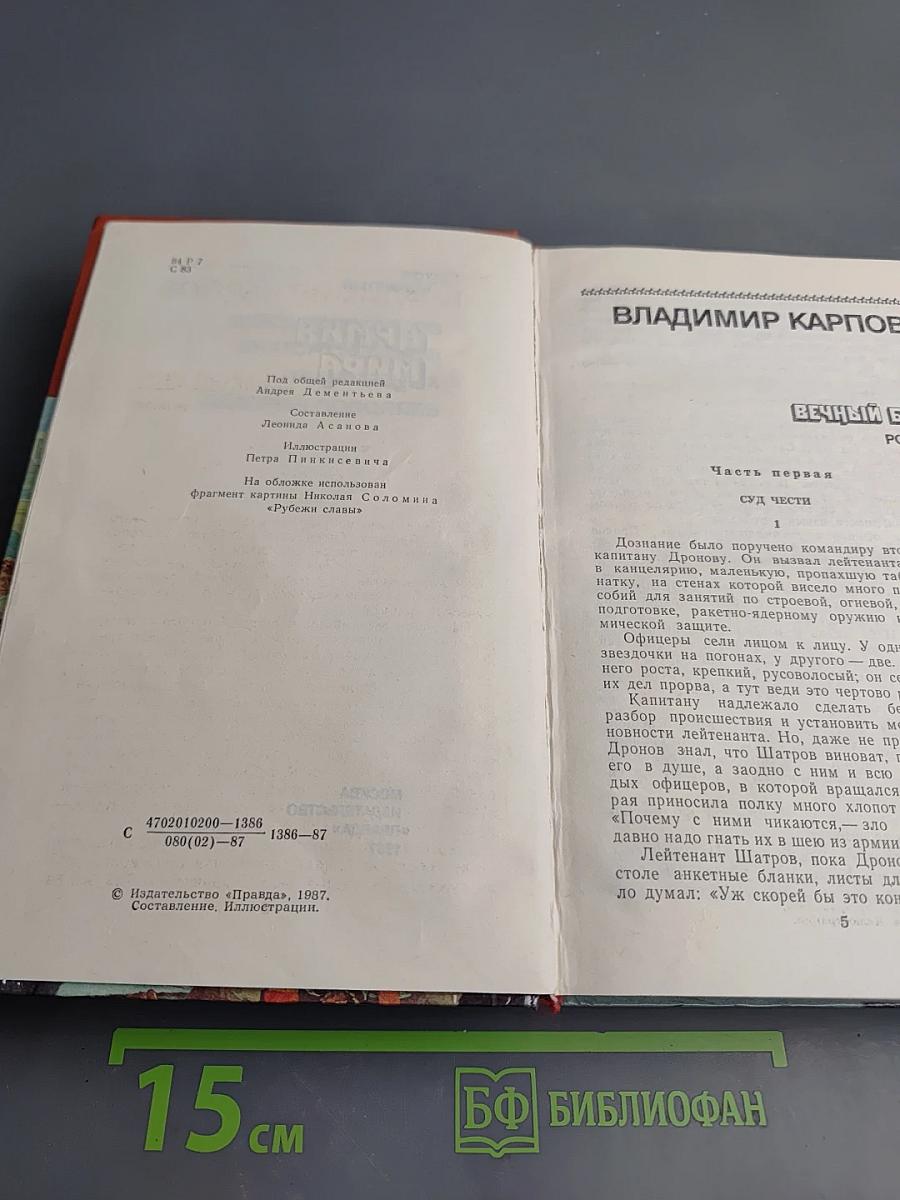 84 Р 7
С 83
Под общей редакцией
Андрея Дементьева
Составление
Леонида Асанова
Иллюстрации
Петра Пинкисевича
На обложке использован
фрагмент картины Николая Соломина
«Рубежи славы»
С 4702010200—1386
080(02)—87 1386—87
© Издательство «Правда», 1987.
Составление. Иллюстрации.
ВЛАДИМИР КАРПОВ
ВЕЧНЫЙ
Часть первая
СУД ЧЕСТИ
1
Дознание было поручено командиру
капитану Дронову. Он вызвал лейтенанта
в канцелярию, маленькую, пропахшую
натку, на стенах которой висело много
собий для занятий по строевой, огневой,
подготовке, ракетно-ядерному оружию
мической защите.
Офицеры сели лицом к лицу. У
звездочки на погонах, у другого — две.
него роста, крепкий, русоволосый; он
их дел прорва, а тут веди это чертово
Капитану надлежало сделать
разбор происшествия и установить
новности лейтенанта. Но, даже не
Дронов знал, что Шатров виноват,
его в душе, а заодно с ним и всю
дых офицеров, в которой вращался
рая приносила полку много хлопот
«Почему с ними чикаются,— зло
давно надо гнать их в шею из армии
Лейтенант Шатров, пока
столе анкетные бланки, листы
ло думал: «Уж скорей бы это
5
МОСКВА
ИЗДАТЕЛЬСТВО
«ПРАВДА»
1987
15 см
БФ БИБЛИОФАН